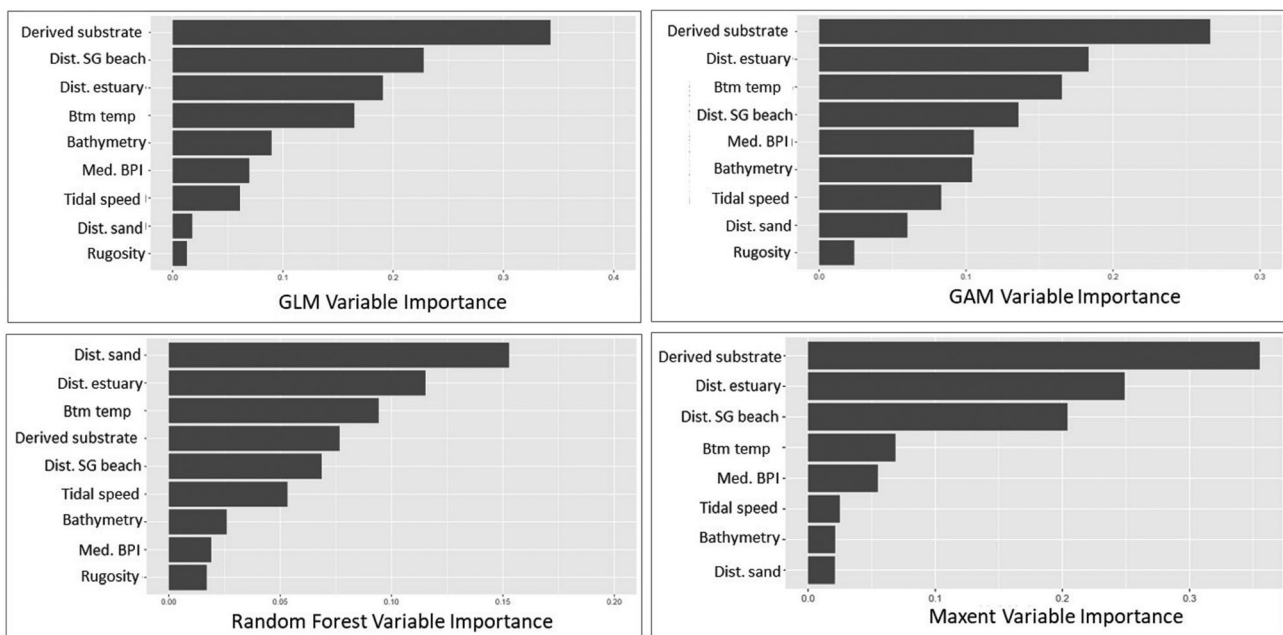 Derived substrate
Dist. SG beach
Dist. estuary
Btm temp
Bathymetry
Med. BPI
Tidal speed
Dist. sand
Rugosity
0.0 0.1 0.2 0.3 0.4
GLM Variable Importance
Derived substrate
Dist. estuary
Btm temp
Dist. SG beach
Med. BPI
Bathymetry
Tidal speed
Dist. sand
Rugosity
0.0 0.1 0.2 0.3
GAM Variable Importance
Dist. sand
Dist. estuary
Btm temp
Derived substrate
Dist. SG beach
Tidal speed
Bathymetry
Med. BPI
Rugosity
0.00 0.05 0.10 0.15 0.20
Random Forest Variable Importance
Derived substrate
Dist. estuary
Dist. SG beach
Btm temp
Med. BPI
Tidal speed
Bathymetry
Dist. sand
0.0 0.1 0.2 0.3
Maxent Variable Importance